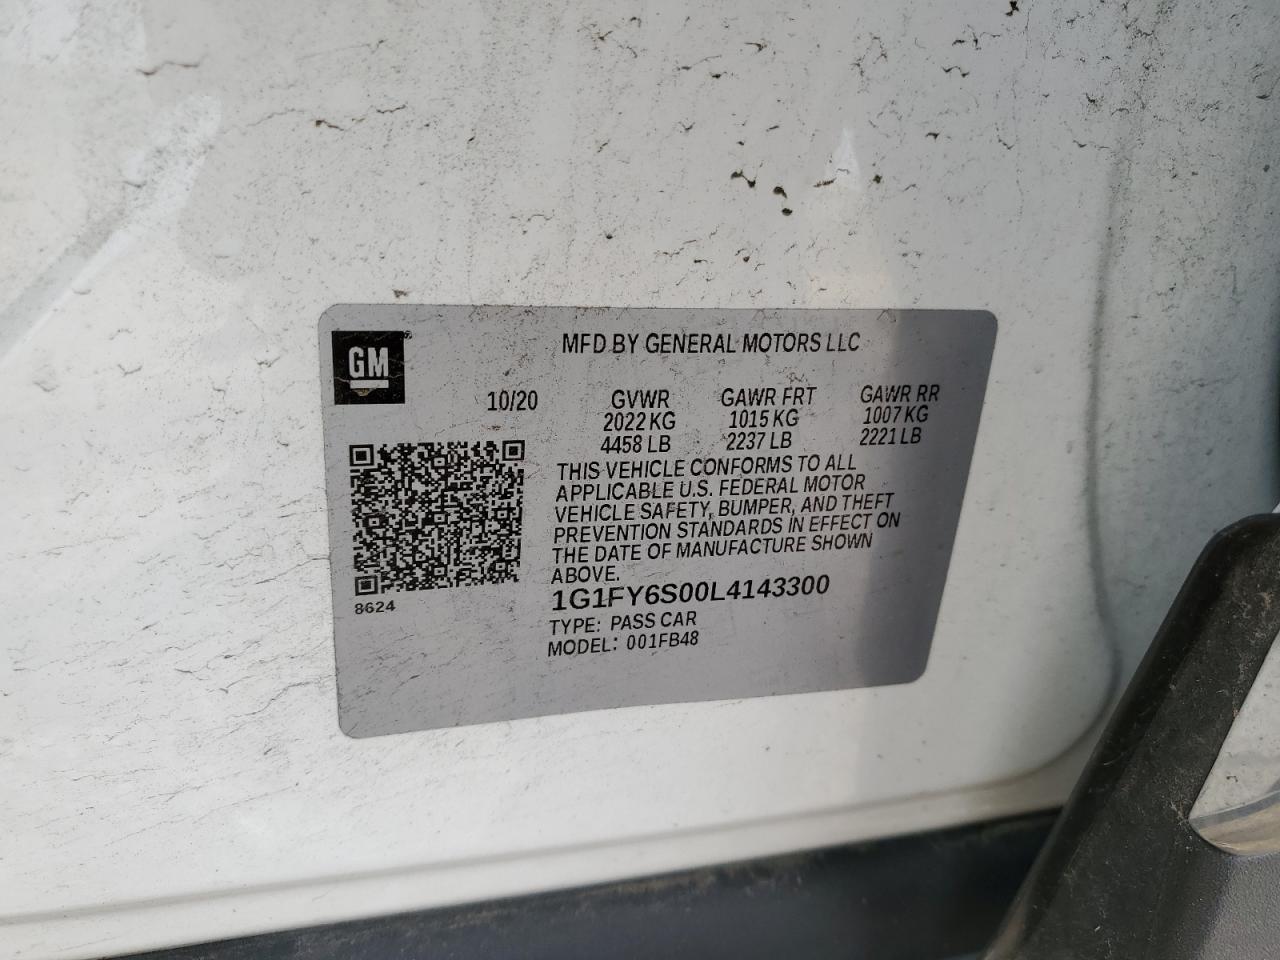 GM
MFD BY GENERAL MOTORS LLC
10/20 GVWR GAWR FRT GAWR RR
2022 KG 1015 KG 1007 KG
4458 LB 2237 LB 2221 LB
THIS VEHICLE CONFORMS TO ALL
APPLICABLE U.S. FEDERAL MOTOR
VEHICLE SAFETY, BUMPER, AND THEFT
PREVENTION STANDARDS IN EFFECT ON
THE DATE OF MANUFACTURE SHOWN
ABOVE.
8624
1G1FY6S00L4143300
TYPE: PASS CAR
MODEL: 001FB48